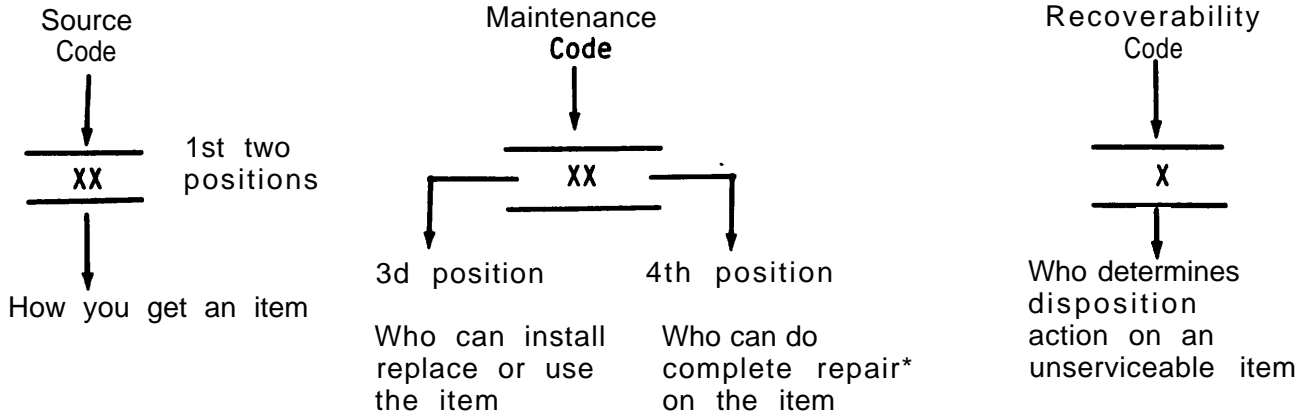 Source
Code
XX
1st two
positions
How you get an item
Maintenance
Code
XX
3d position
Who can install
replace or use
the item
4th position
Who can do
complete repair*
on the item
Recoverability
Code
X
Who determines
disposition
action on an
unserviceable item